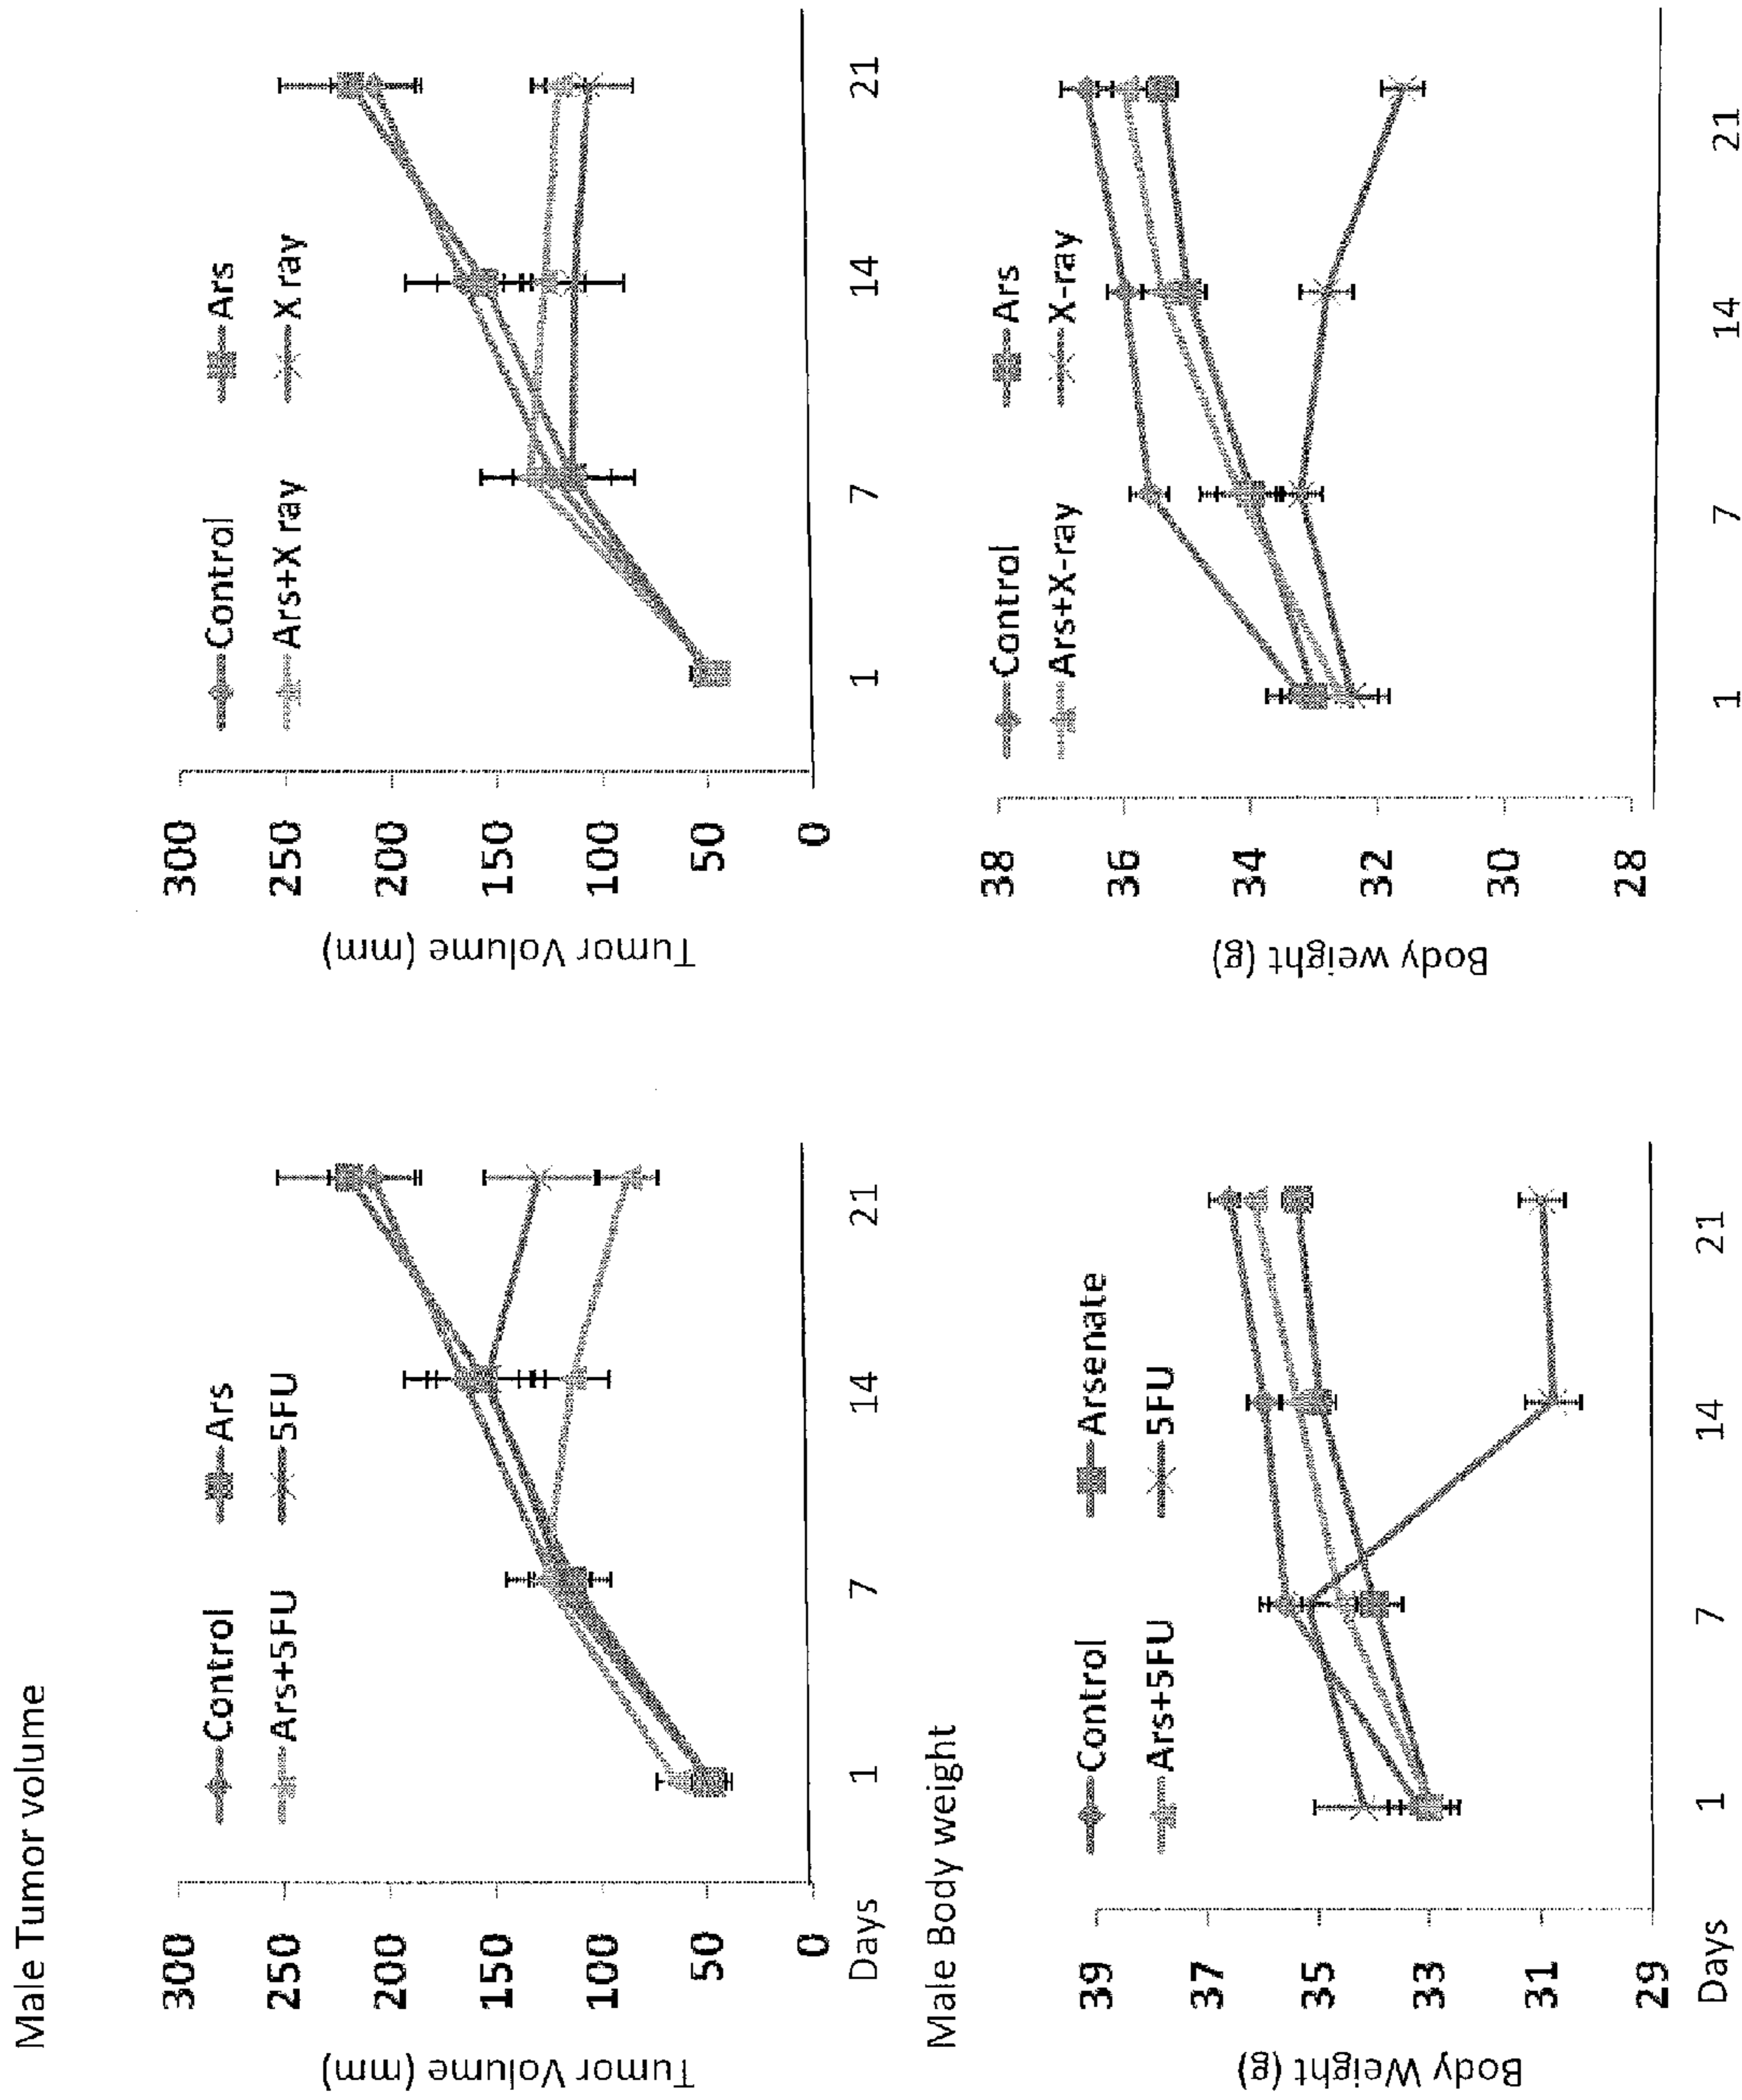 Male Tumor volume
Tumor Volume (mm)
300
250
200
150
100
50
0
Control
Ars
Ars+5FU
5FU
Days
1
7
14
21
Tumor Volume (mm)
300
250
200
150
100
50
0
Control
Ars
Ars+X ray
X ray
1
7
14
21
Male Body weight
Body Weight (g)
39
37
35
33
31
29
Control
Arsenate
Ars+5FU
5FU
Days
1
7
14
21
Body weight (g)
38
36
34
32
30
28
Control
Ars
Ars+X-ray
X-ray
1
7
14
21